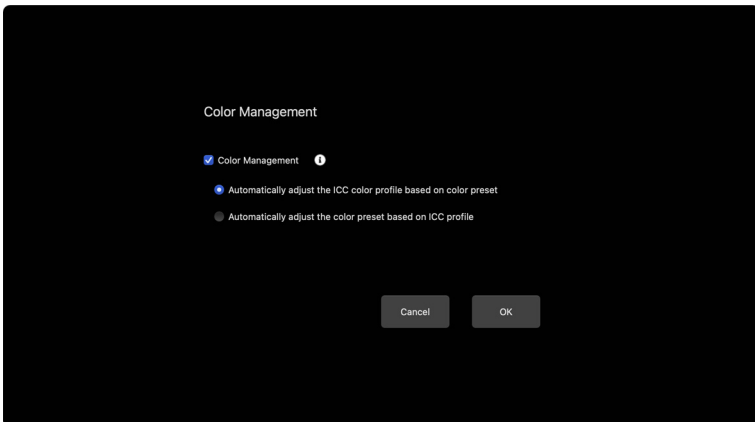 Color Management
Color Management
Automatically adjust the ICC color profile based on color preset
Automatically adjust the color preset based on ICC profile
Cancel
OK